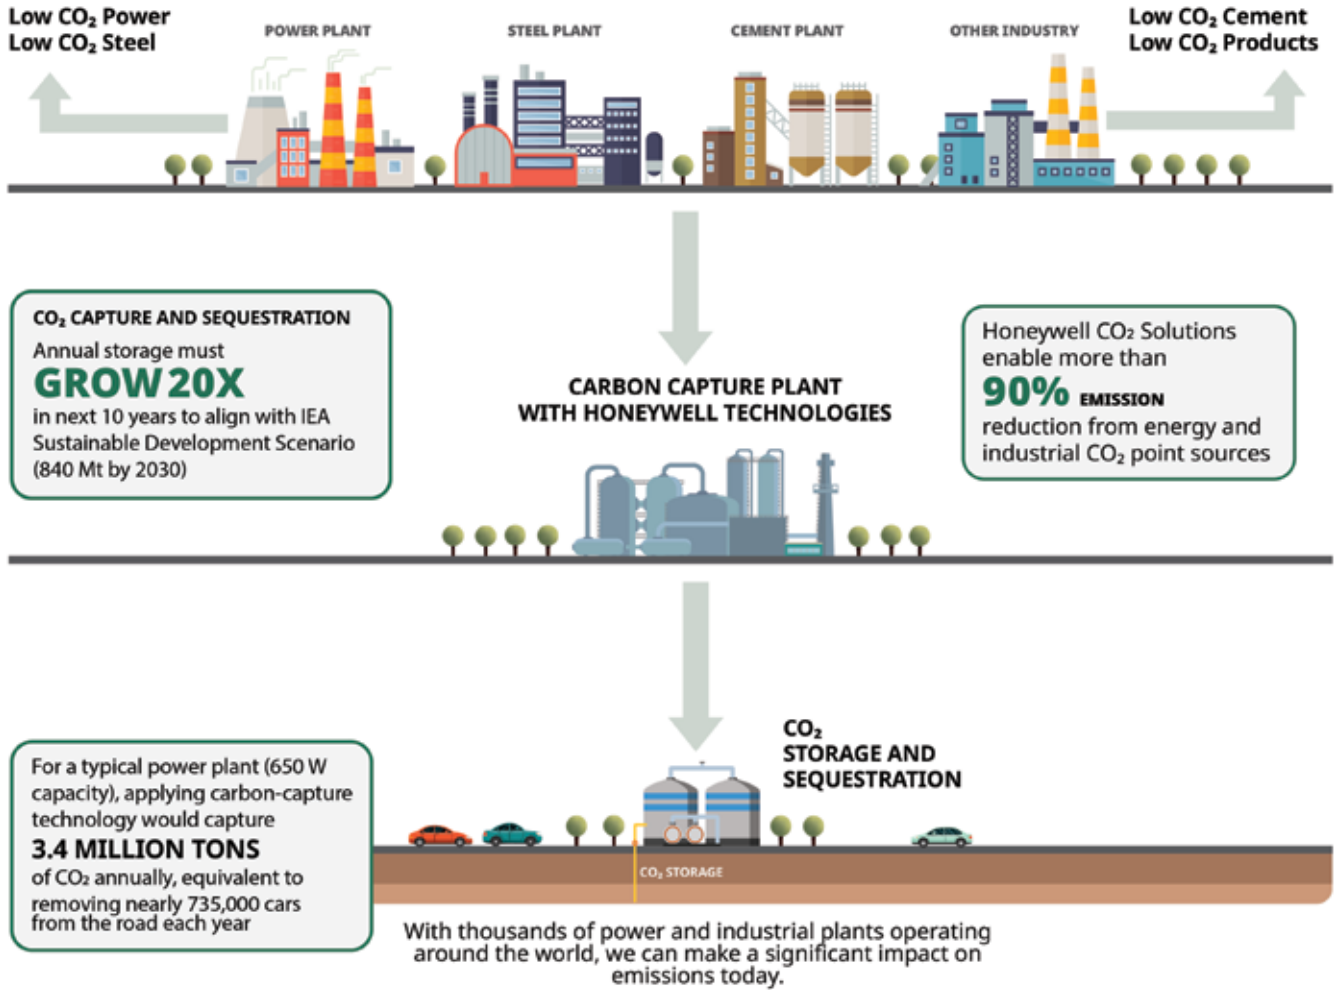 Low CO₂ Power
Low CO₂ Steel
POWER PLANT
STEEL PLANT
CEMENT PLANT
OTHER INDUSTRY
Low CO₂ Cement
Low CO₂ Products
CO₂ CAPTURE AND SEQUESTRATION
Annual storage must
GROW 20X
in next 10 years to align with IEA
Sustainable Development Scenario
(840 Mt by 2030)
CARBON CAPTURE PLANT
WITH HONEYWELL TECHNOLOGIES
Honeywell CO₂ Solutions
enable more than
90% EMISSION
reduction from energy and
industrial CO₂ point sources
CO₂
STORAGE AND
SEQUESTRATION
For a typical power plant (650 W
capacity), applying carbon-capture
technology would capture
3.4 MILLION TONS
of CO₂ annually, equivalent to
removing nearly 735,000 cars
from the road each year
CO₂ STORAGE
With thousands of power and industrial plants operating
around the world, we can make a significant impact on
emissions today.